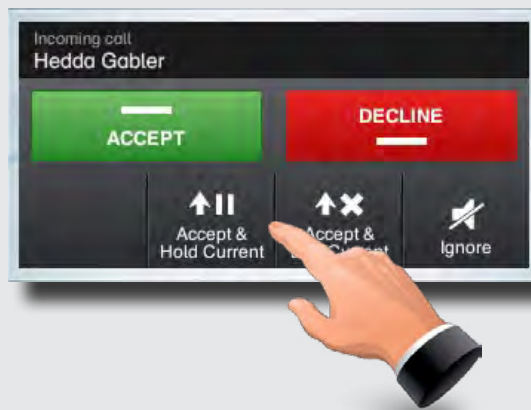 Incoming call
Hedda Gabler
ACCEPT
DECLINE
Accept &
Hold Current
Accept &
Ignore